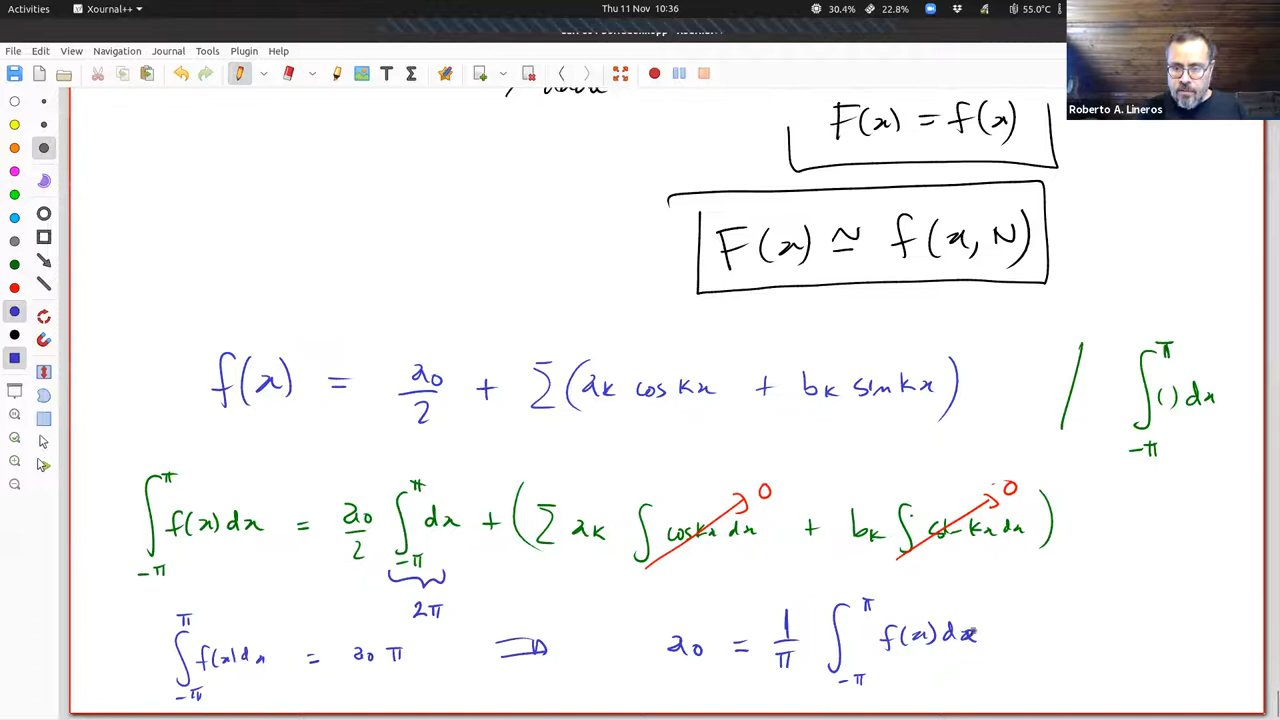 Activities Xournal++ Thu 11 Nov 10:36 30.4% 22.8% 55.0°C
File Edit View Navigation Journal Tools Plugin Help
Roberto A. Lineros
F(x) = f(x)
F(x) ≅ f(x, N)
f(x) = a₀/2 + Σ(aₖ cos kx + bₖ sin kx) / ∫_{-π}^{π} ( ) dx
∫_{-π}^{π} f(x) dx = a₀/2 ∫_{-π}^{π} dx + (Σ aₖ ∫ cos kx dx → 0 + bₖ ∫ kx dx → 0)
2π
∫_{-π}^{π} f(x) dx = a₀ π ⇒ a₀ = 1/π ∫_{-π}^{π} f(x) dx